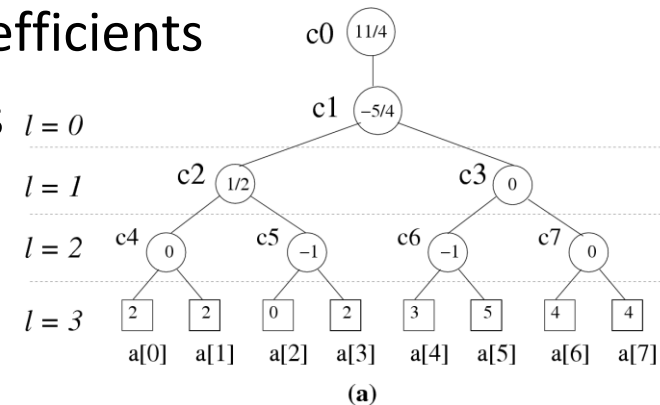 efficients
c0 11/4
c1 −5/4
l = 0
l = 1 c2 1/2 c3 0
l = 2 c4 0 c5 −1 c6 −1 c7 0
l = 3 2 2 0 2 3 5 4 4
a[0] a[1] a[2] a[3] a[4] a[5] a[6] a[7]
(a)